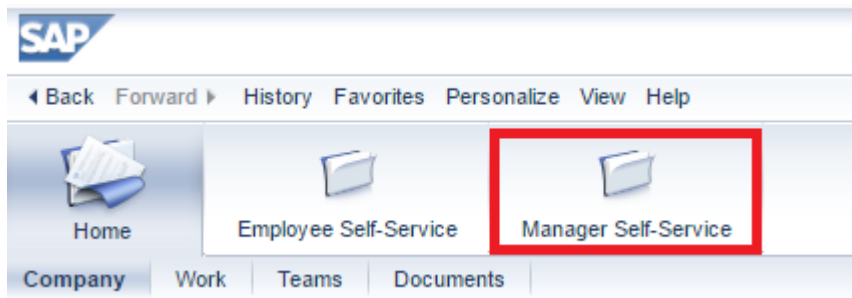 SAP
Back Forward History Favorites Personalize View Help
Home Employee Self-Service Manager Self-Service
Company Work Teams Documents